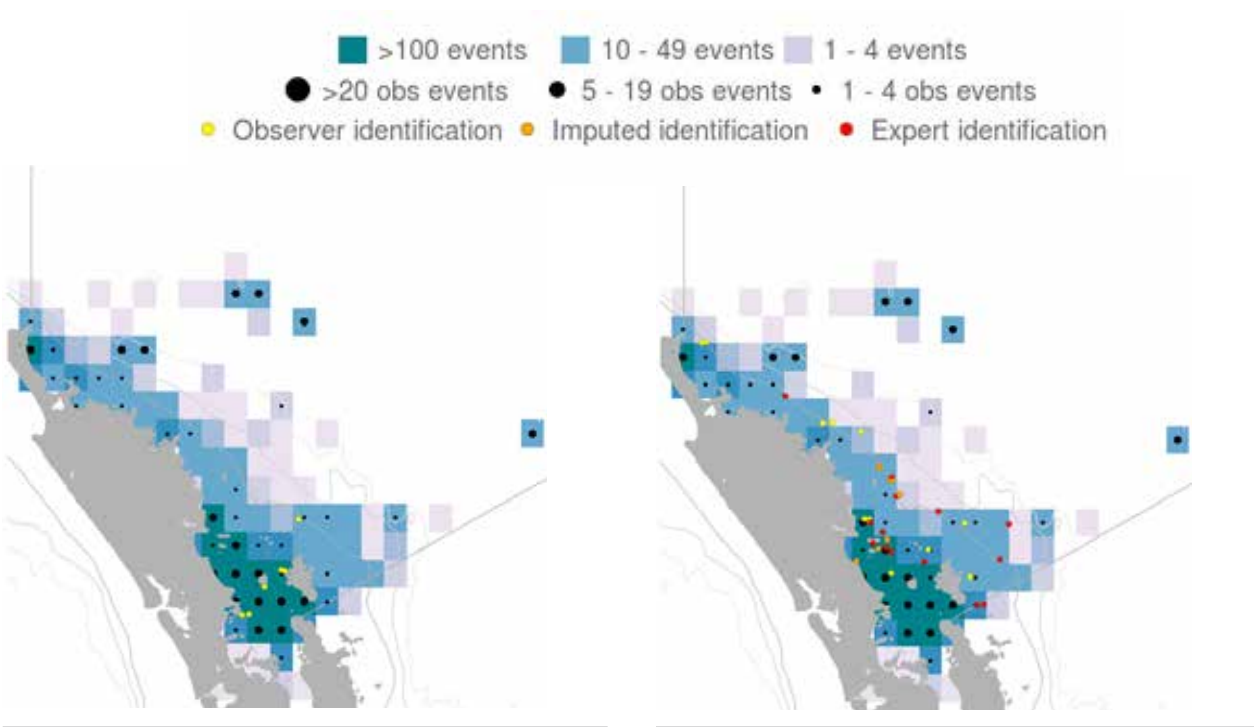 >100 events 10 - 49 events 1 - 4 events
>20 obs events 5 - 19 obs events 1 - 4 obs events
Observer identification Imputed identification Expert identification